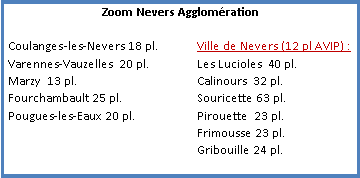 Zoom Nevers Agglomération
Coulanges-les-Nevers 18 pl.
Varennes-Vauzelles 20 pl.
Marzy 13 pl.
Fourchambault 25 pl.
Pougues-les-Eaux 20 pl.
Ville de Nevers (12 pl AVIP) :
Les Lucioles 40 pl.
Calinours 32 pl.
Souricette 63 pl.
Pirouette 23 pl.
Frimousse 23 pl.
Gribouille 24 pl.